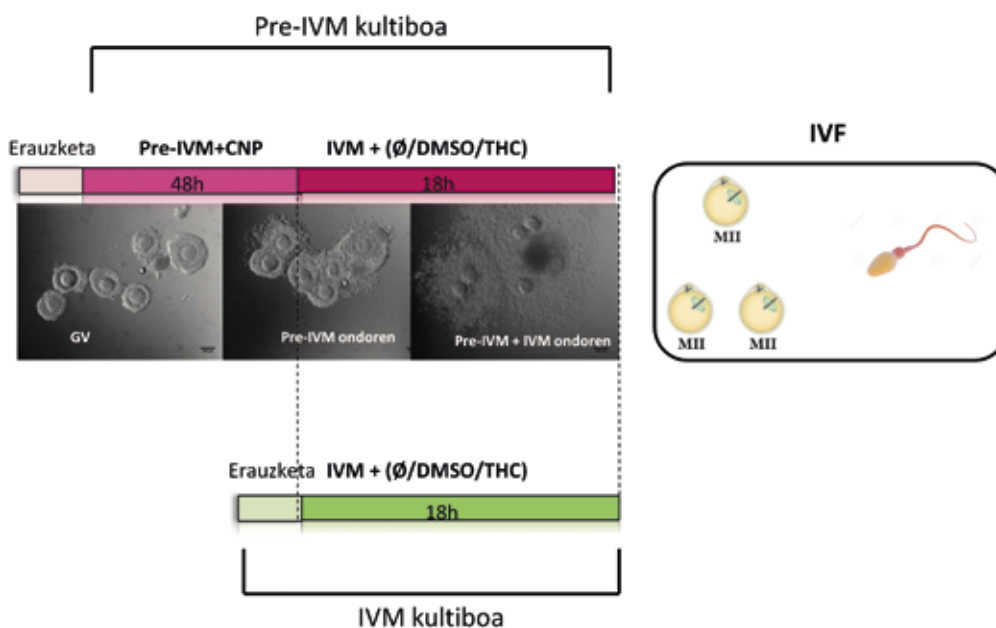 Pre-IVM kultiboa
Erauzketa Pre-IVM+CNP IVM + (Ø/DMSO/THC)
48h 18h
GV
Pre-IVM ondoren
Pre-IVM + IVM ondoren
IVF
MII
MII MII
Erauzketa IVM + (Ø/DMSO/THC)
18h
IVM kultiboa